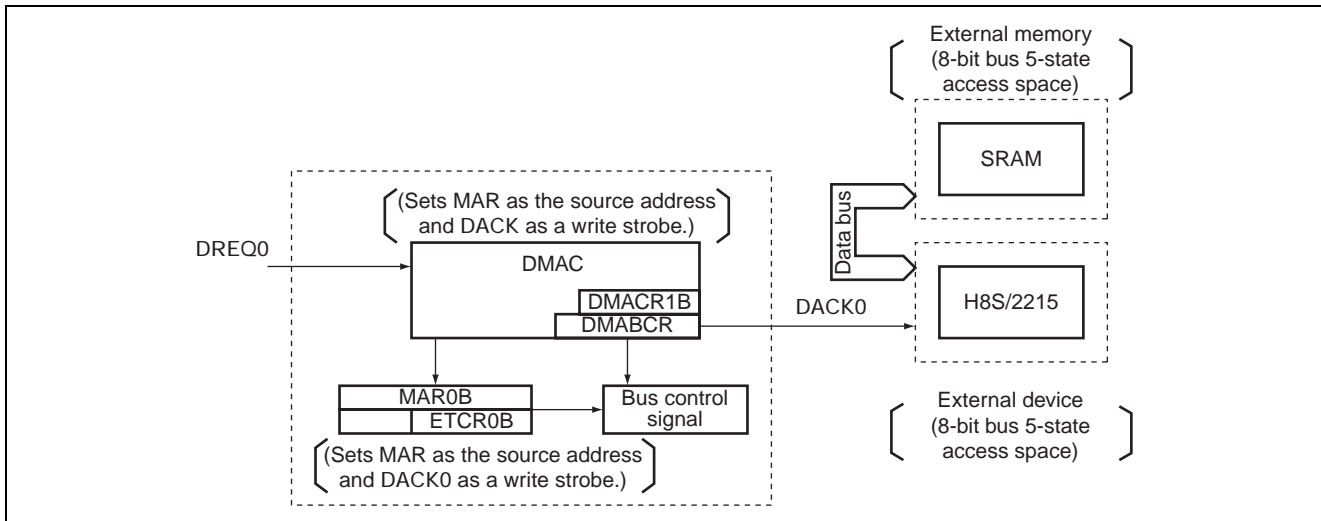 External memory
(8-bit bus 5-state
access space)
SRAM
(Sets MAR as the source address
and DACK as a write strobe.)
Data bus
DREQ0
DMAC
DMACR1B
DMABCR
DACK0
H8S/2215
MAR0B
ETCR0B
Bus control
signal
External device
(8-bit bus 5-state
access space)
(Sets MAR as the source address
and DACK0 as a write strobe.)